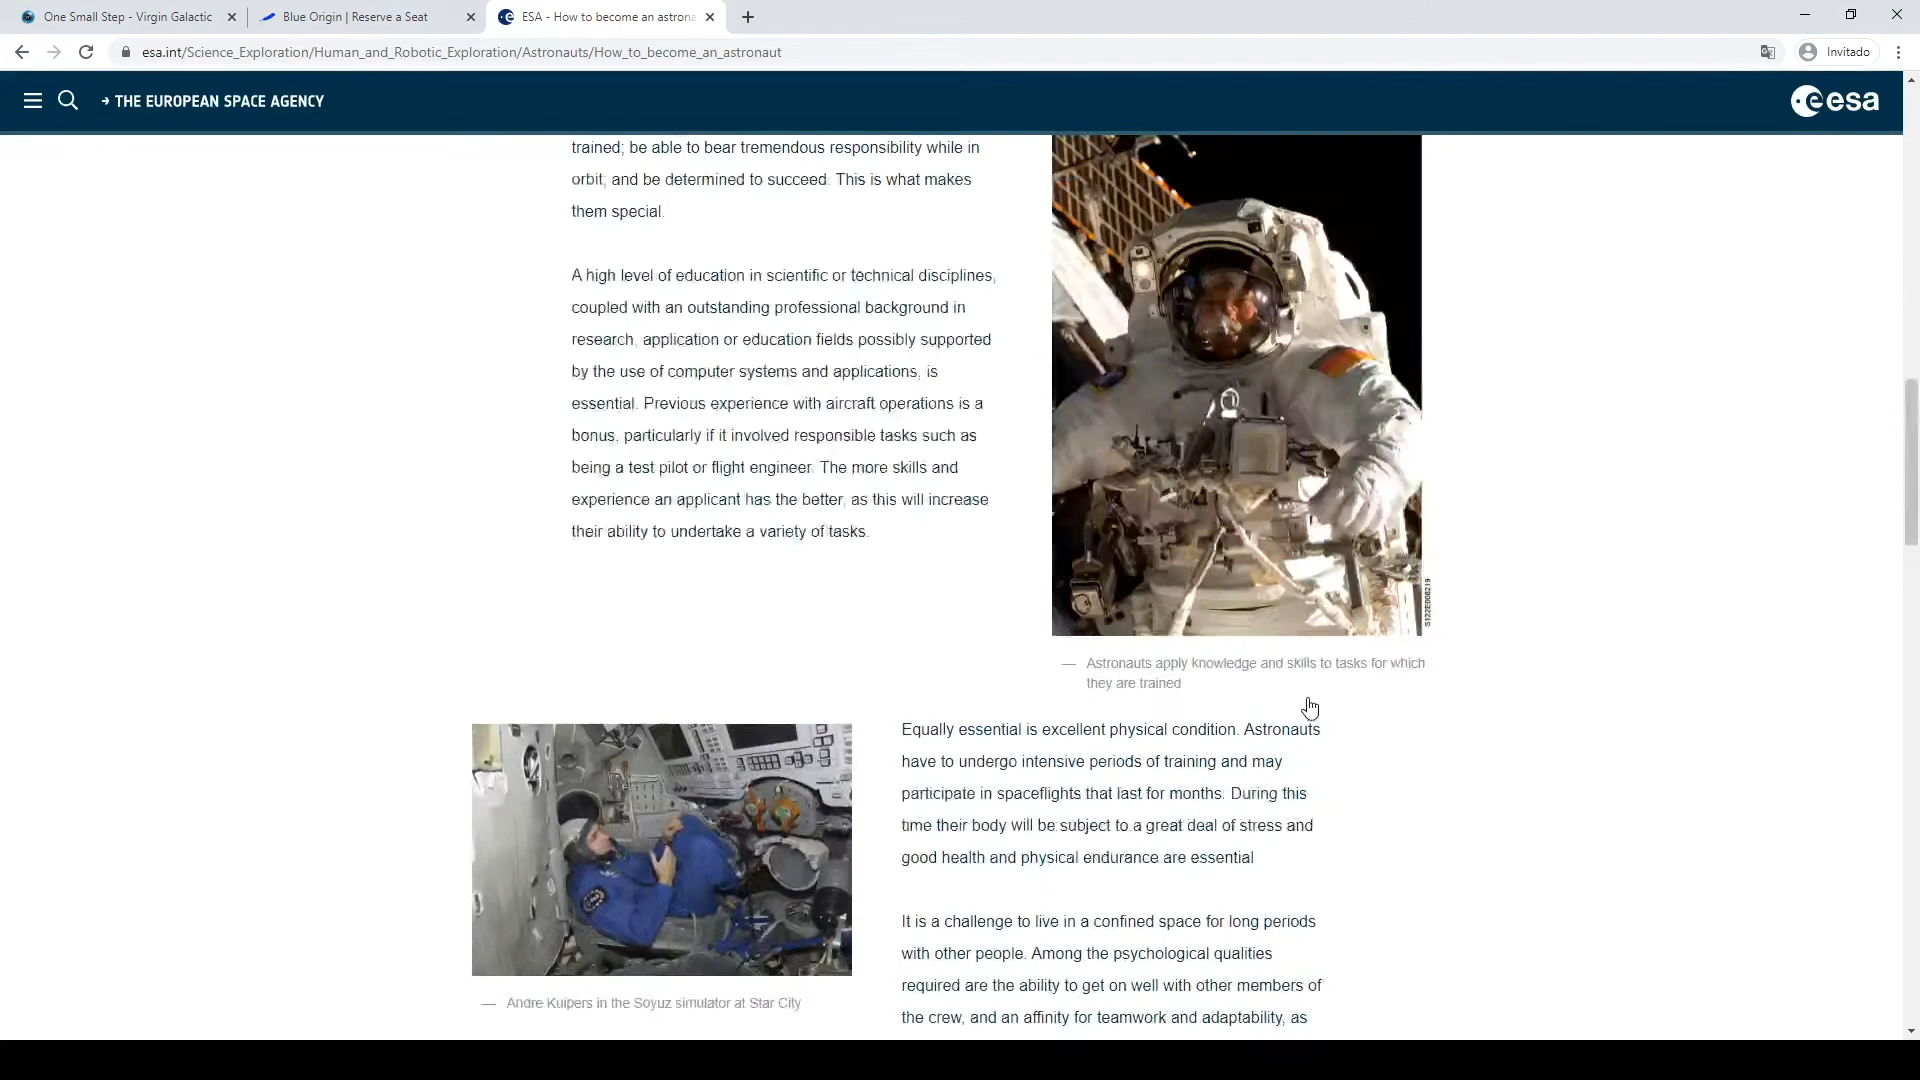 One Small Step - Virgin Galactic
Blue Origin | Reserve a Seat
ESA - How to become an astrona
esa.int/Science_Exploration/Human_and_Robotic_Exploration/Astronauts/How_to_become_an_astronaut
Invitado
→ THE EUROPEAN SPACE AGENCY
esa
trained; be able to bear tremendous responsibility while in
orbit; and be determined to succeed. This is what makes
them special.
A high level of education in scientific or technical disciplines,
coupled with an outstanding professional background in
research, application or education fields possibly supported
by the use of computer systems and applications, is
essential. Previous experience with aircraft operations is a
bonus, particularly if it involved responsible tasks such as
being a test pilot or flight engineer. The more skills and
experience an applicant has the better, as this will increase
their ability to undertake a variety of tasks.
S122E008219
— Astronauts apply knowledge and skills to tasks for which
they are trained
Equally essential is excellent physical condition. Astronauts
have to undergo intensive periods of training and may
participate in spaceflights that last for months. During this
time their body will be subject to a great deal of stress and
good health and physical endurance are essential
— Andre Kuipers in the Soyuz simulator at Star City
It is a challenge to live in a confined space for long periods
with other people. Among the psychological qualities
required are the ability to get on well with other members of
the crew, and an affinity for teamwork and adaptability, as